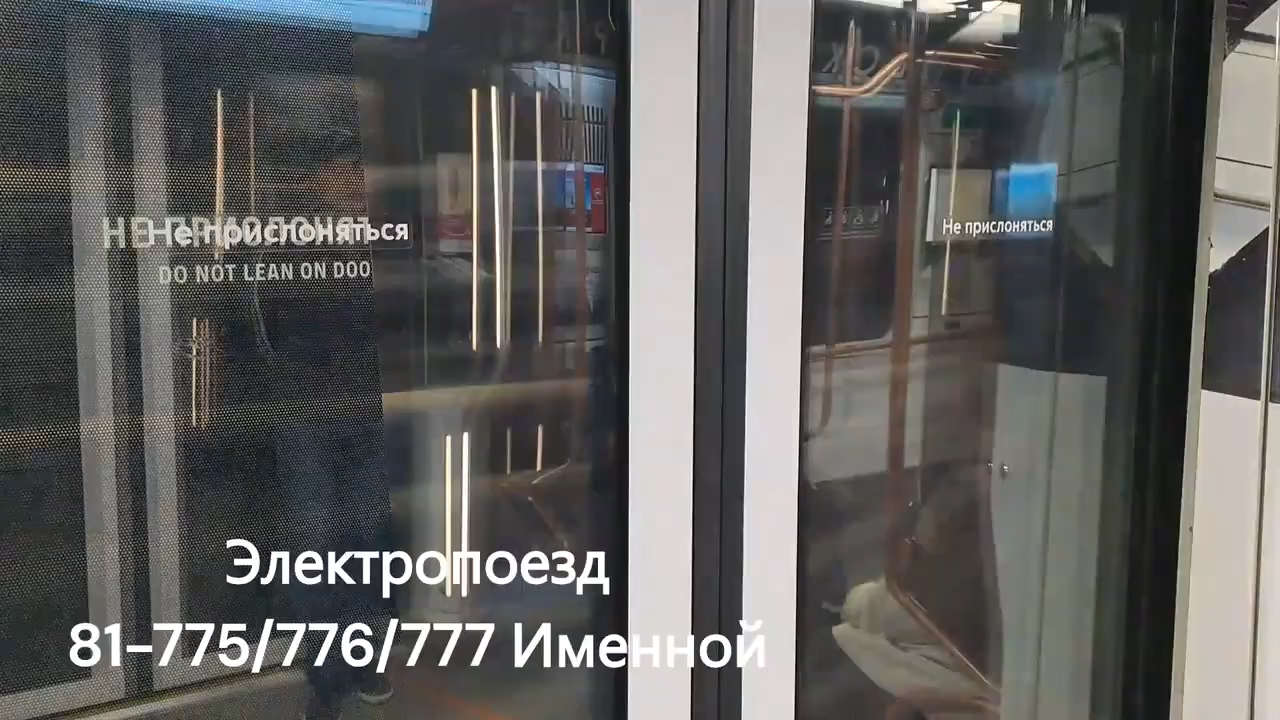 Не прислоняться
DO NOT LEAN ON DOO
Не прислоняться
Электропоезд
81-775/776/777 Именной